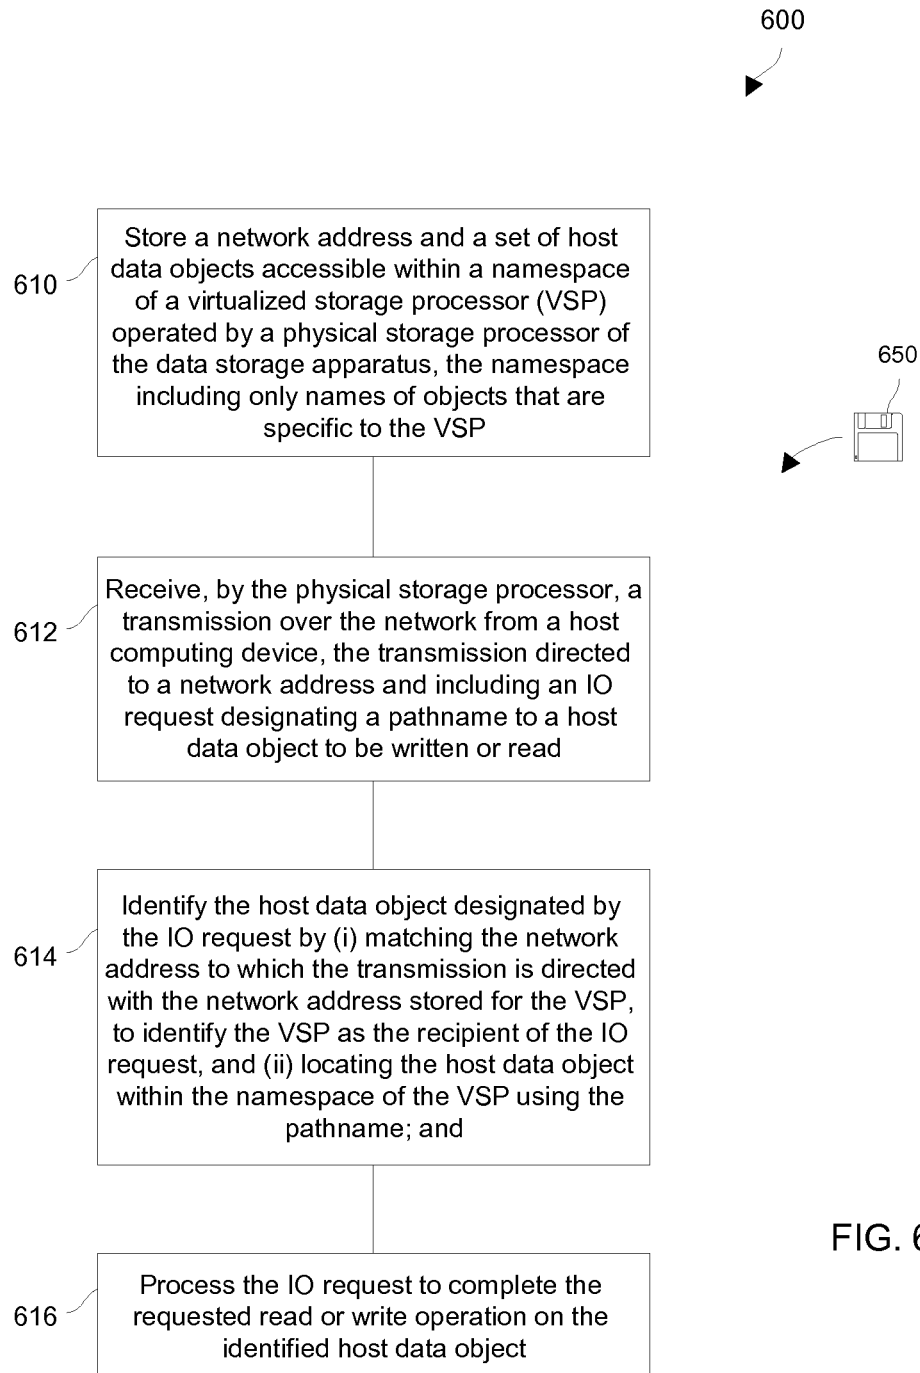 600
Store a network address and a set of host
data objects accessible within a namespace
of a virtualized storage processor (VSP)
operated by a physical storage processor of
the data storage apparatus, the namespace
including only names of objects that are
specific to the VSP
610
650
Receive, by the physical storage processor, a
transmission over the network from a host
computing device, the transmission directed
to a network address and including an IO
request designating a pathname to a host
data object to be written or read
612
Identify the host data object designated by
the IO request by (i) matching the network
address to which the transmission is directed
with the network address stored for the VSP,
to identify the VSP as the recipient of the IO
request, and (ii) locating the host data object
within the namespace of the VSP using the
pathname; and
614
FIG. 6
Process the IO request to complete the
requested read or write operation on the
identified host data object
616